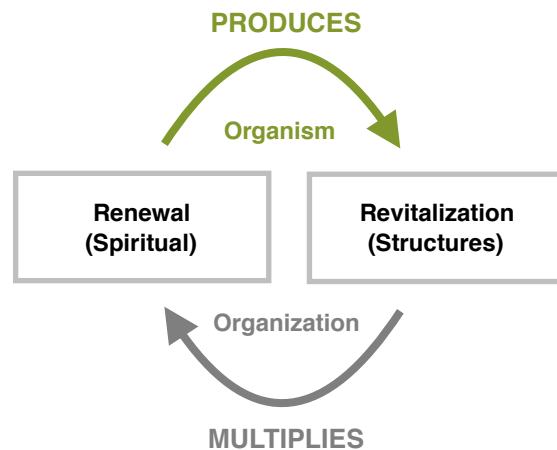 PRODUCES
Organism
Renewal
(Spiritual)
Revitalization
(Structures)
Organization
MULTIPLIES